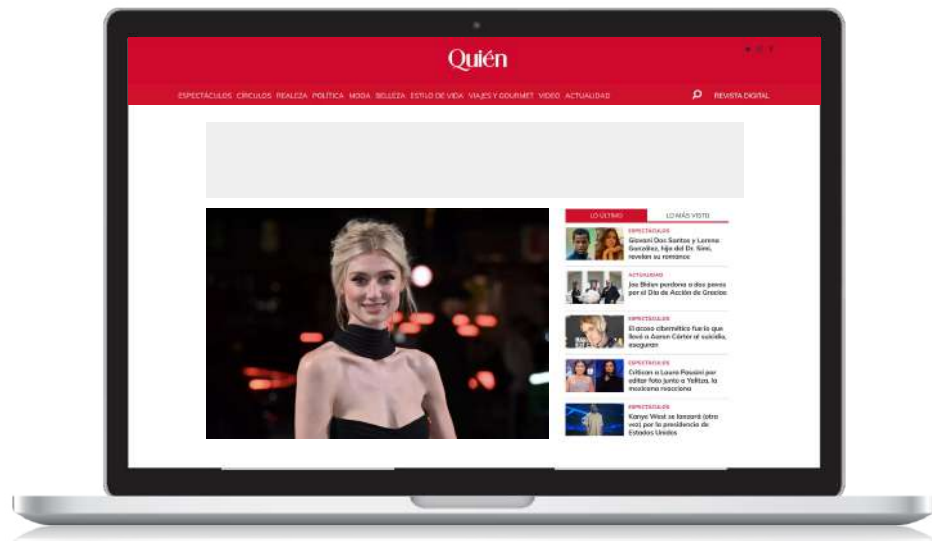 Quién
ESPECTÁCULOS CÍRCULOS REALEZA POLÍTICA MODA BELLEZA ESTILO DE VIDA VIAJES Y GOURMET VIDEO ACTUALIDAD
REVISTA DIGITAL
LO ÚLTIMO LO MÁS VISTO
ESPECTÁCULOS
Giovani Dos Santos y Lorena
González, hija del Dr. Simi,
revelan su romance
ACTUALIDAD
Joe Biden perdona a dos pavos
por el Día de Acción de Gracias
ESPECTÁCULOS
El acoso cibernético fue lo que
llevó a Aaron Carter al suicidio,
aseguran
ESPECTÁCULOS
Critican a Laura Pausini por
editar foto junto a Yalitza, la
mexicana reacciona
ESPECTÁCULOS
Kanye West se lanzará (otra
vez) por la presidencia de
Estados Unidos